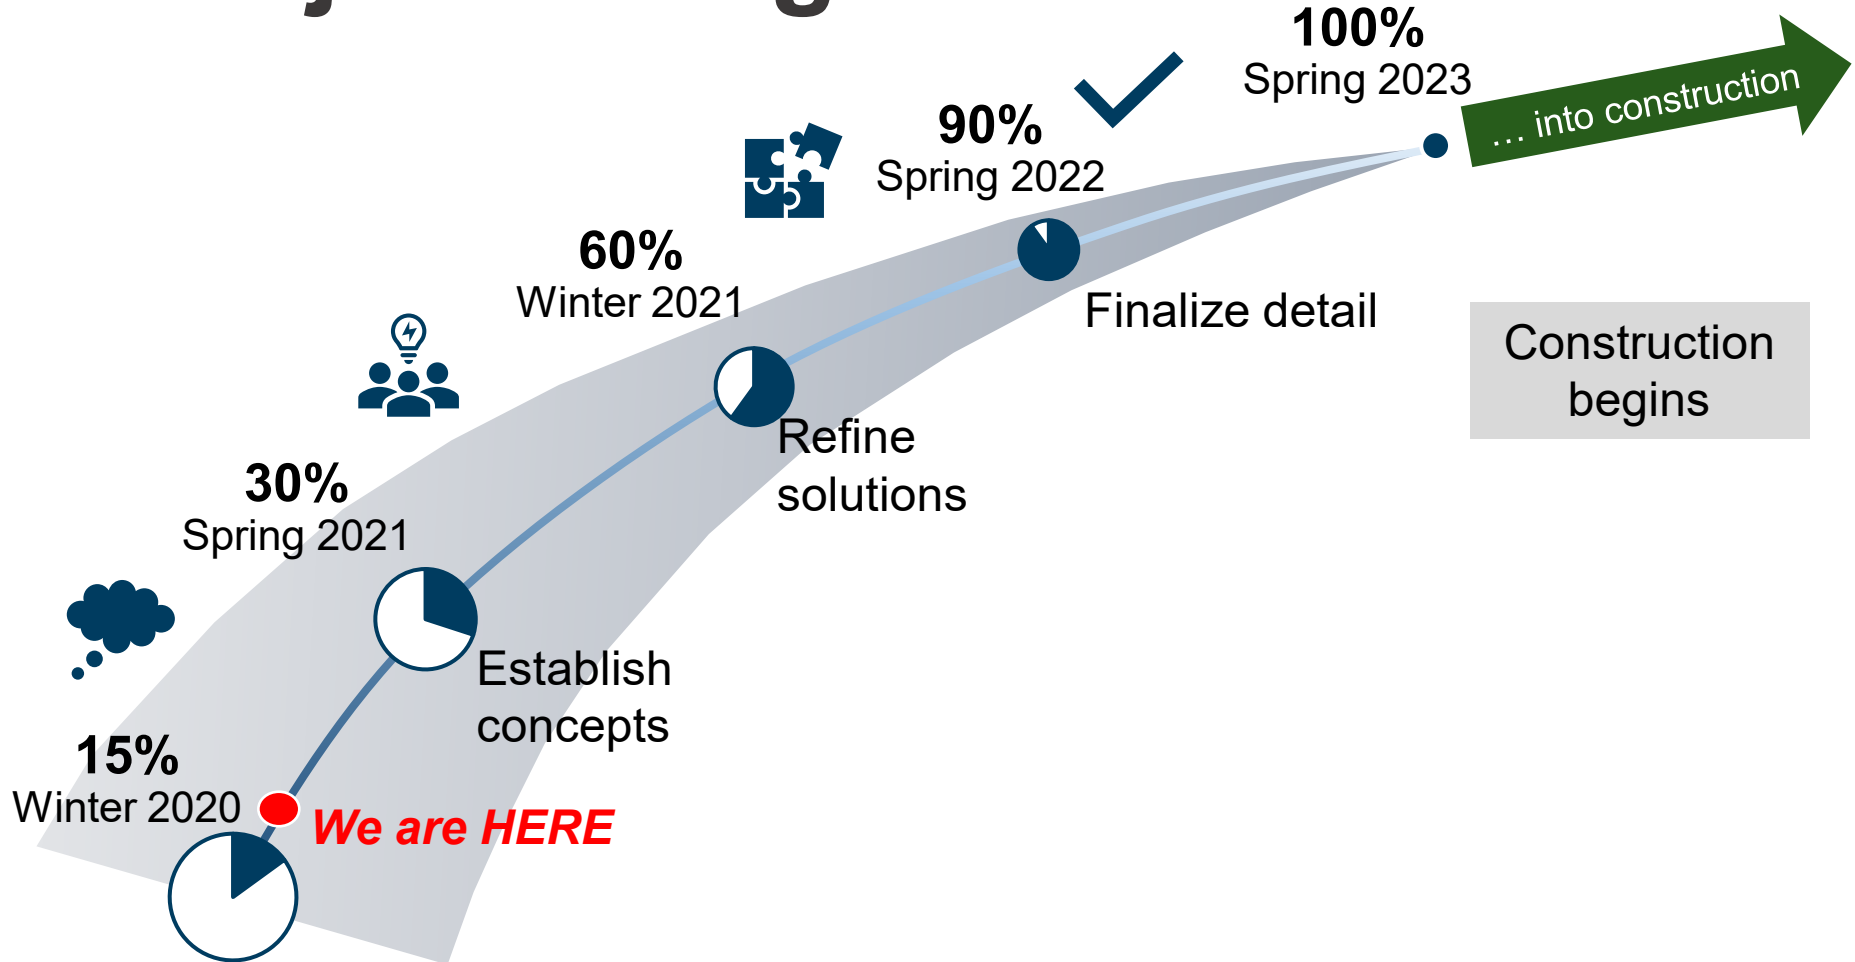 100%
Spring 2023
... into construction
90%
Spring 2022
60%
Winter 2021
Finalize detail
Construction
begins
Refine
solutions
30%
Spring 2021
Establish
concepts
15%
Winter 2020
We are HERE